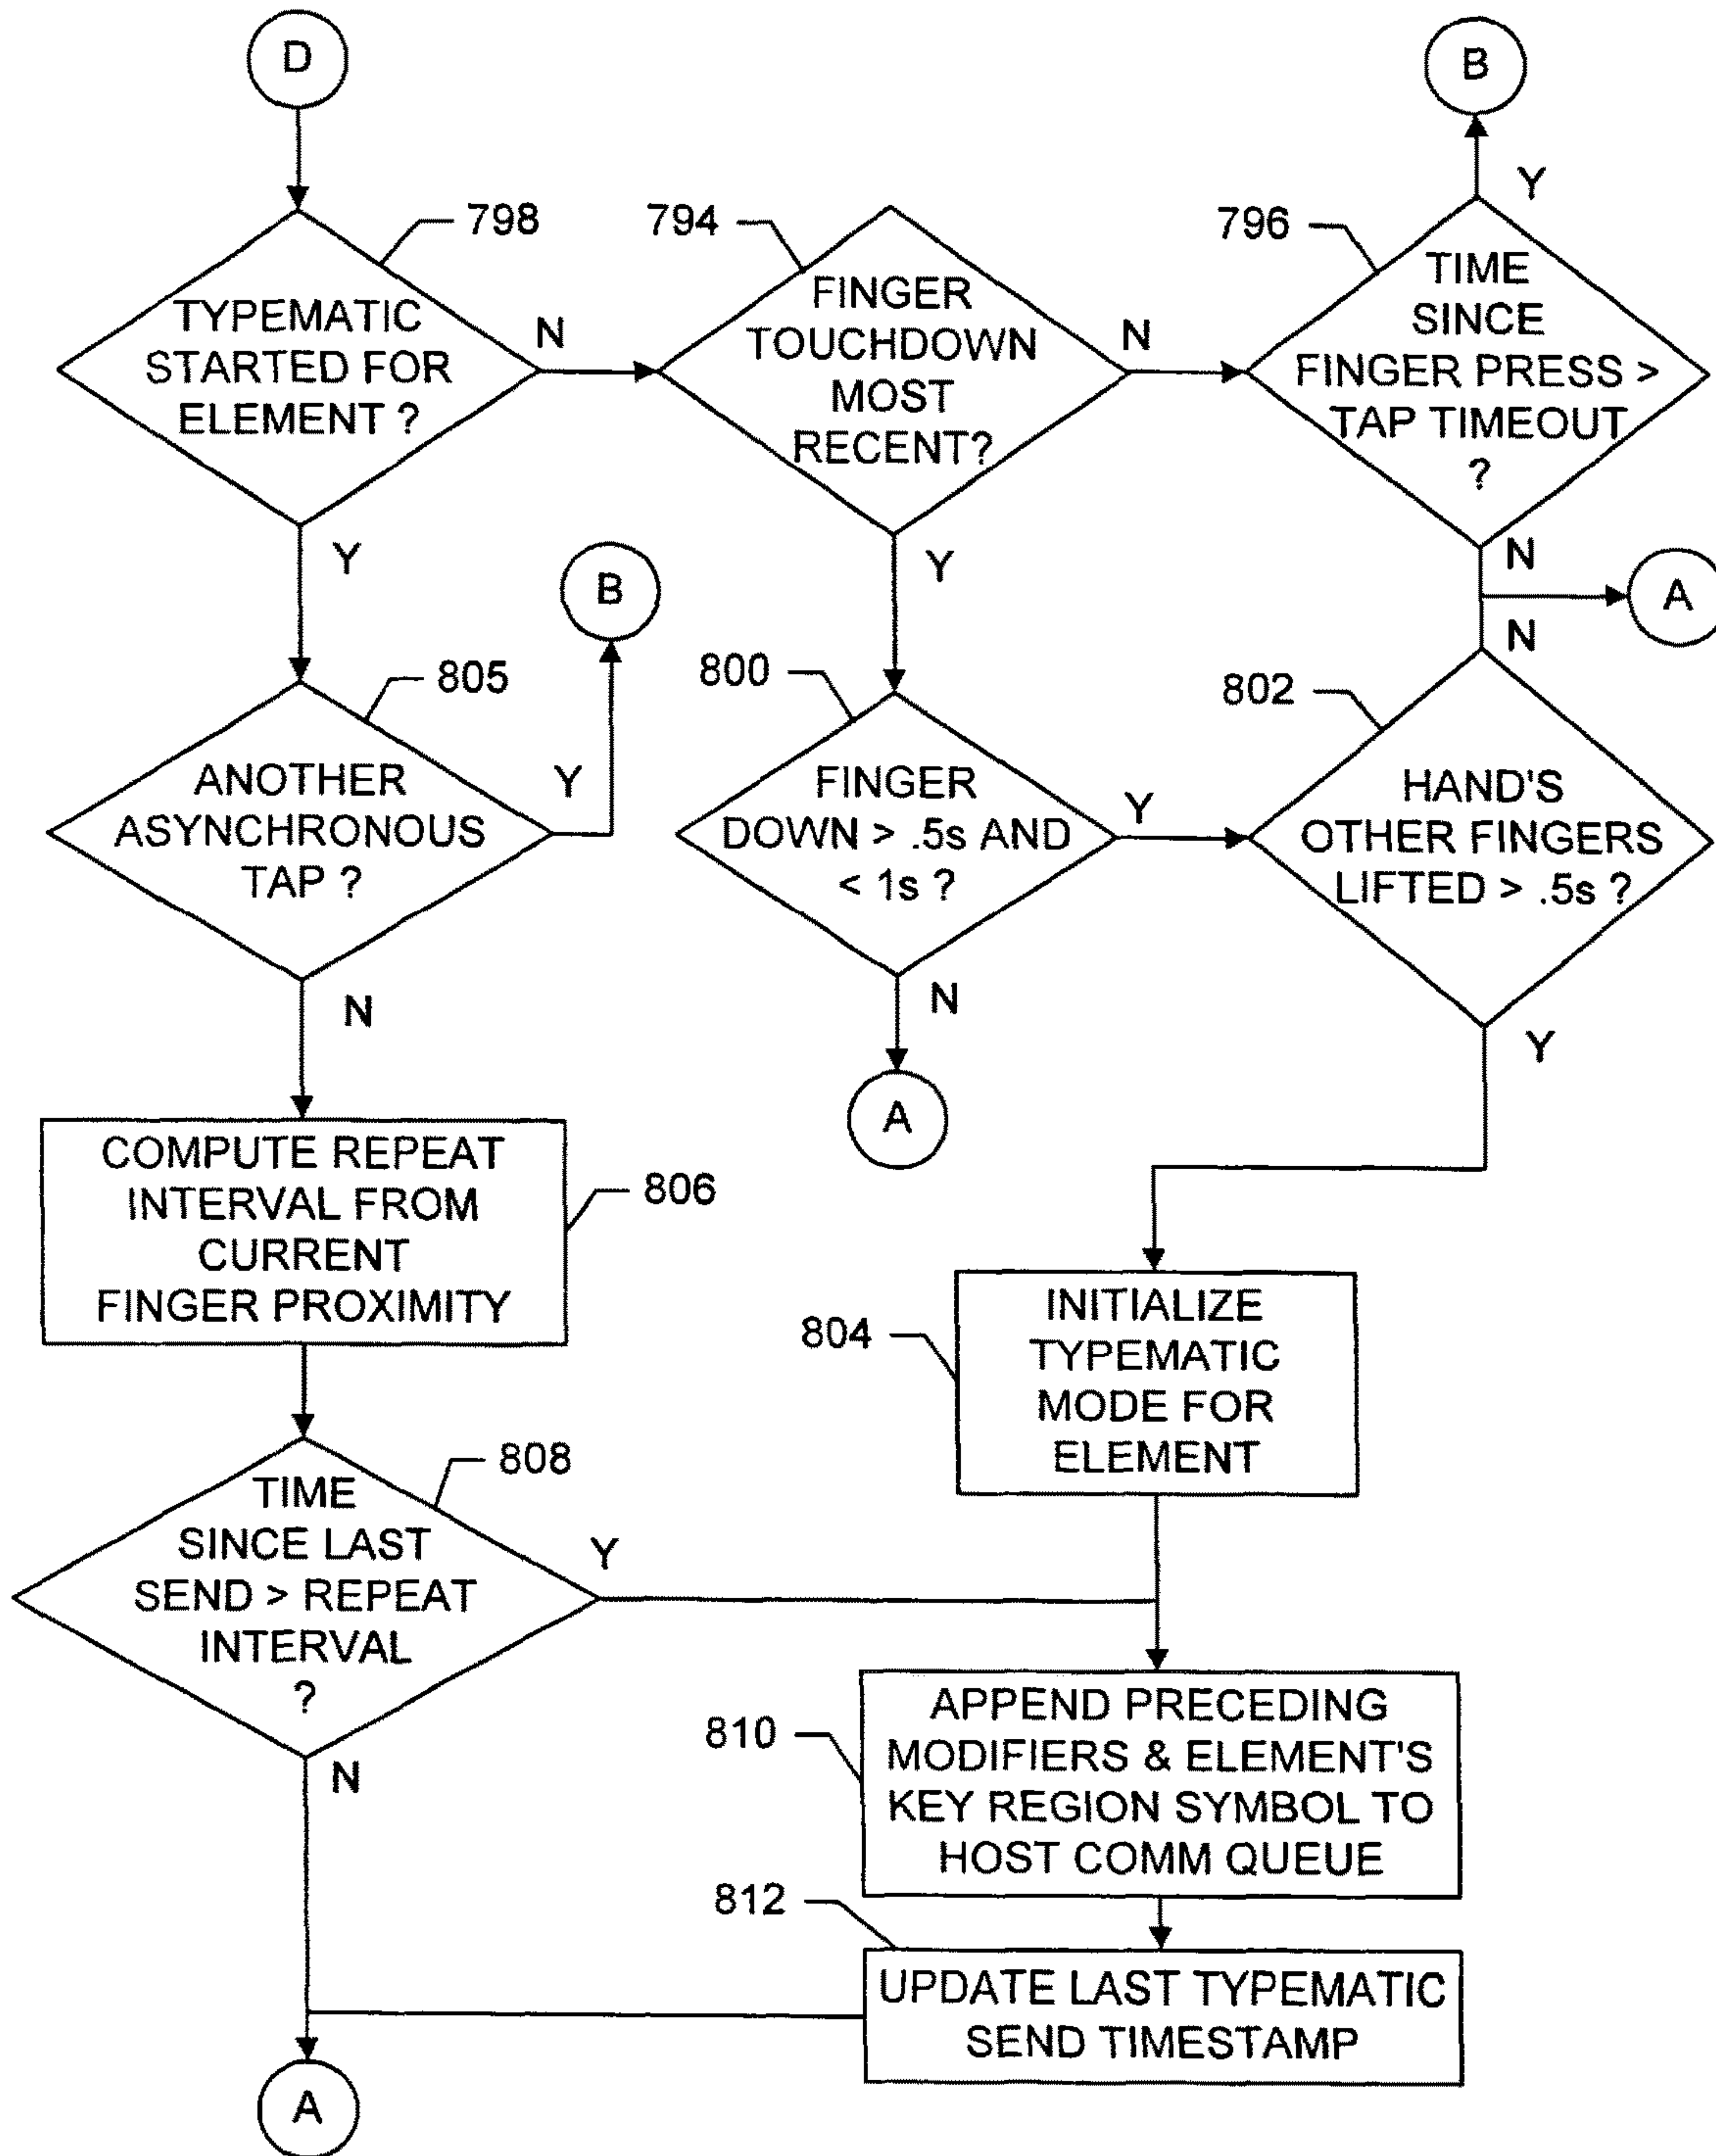 D
B
798
794
796
TYPEMATIC
STARTED FOR
ELEMENT ?
N
Y
FINGER
TOUCHDOWN
MOST
RECENT?
N
Y
TIME
SINCE
FINGER PRESS >
TAP TIMEOUT
?
Y
N
A
N
B
805
800
802
ANOTHER
ASYNCHRONOUS
TAP ?
Y
N
FINGER
DOWN > .5s AND
< 1s ?
Y
N
A
HAND'S
OTHER FINGERS
LIFTED > .5s ?
Y
COMPUTE REPEAT
INTERVAL FROM
CURRENT
FINGER PROXIMITY
806
804
INITIALIZE
TYPEMATIC
MODE FOR
ELEMENT
808
TIME
SINCE LAST
SEND > REPEAT
INTERVAL
?
Y
N
810
APPEND PRECEDING
MODIFIERS & ELEMENT'S
KEY REGION SYMBOL TO
HOST COMM QUEUE
812
UPDATE LAST TYPEMATIC
SEND TIMESTAMP
A